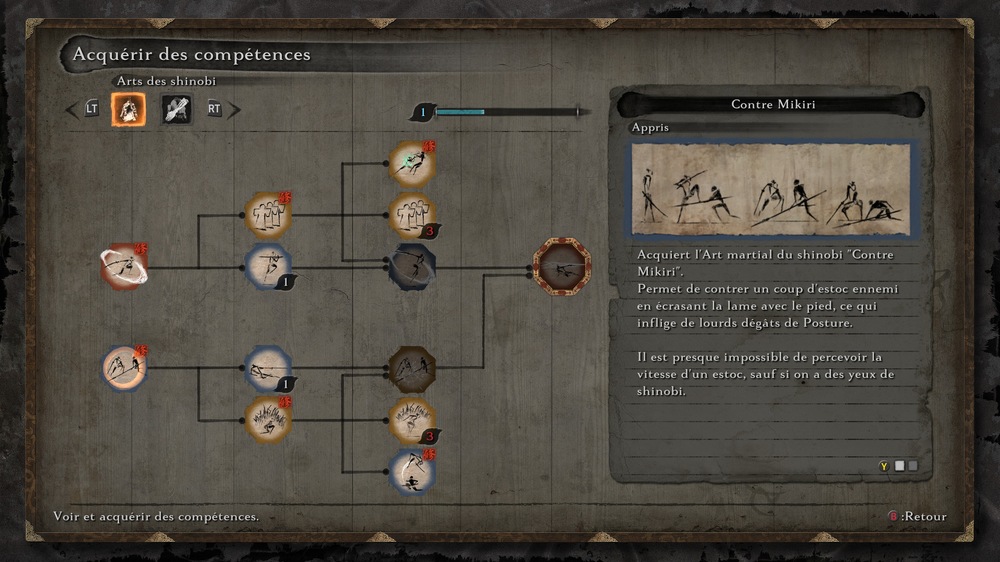 Acquérir des compétences
Arts des shinobi
LT
RT
1
修
修
3
修
1
修
1
修
3
修
Contre Mikiri
Appris
Acquiert l'Art martial du shinobi "Contre
Mikiri".
Permet de contrer un coup d'estoc ennemi
en écrasant la lame avec le pied, ce qui
inflige de lourds dégâts de Posture.
Il est presque impossible de percevoir la
vitesse d'un estoc, sauf si on a des yeux de
shinobi.
Y
Voir et acquérir des compétences.
B :Retour